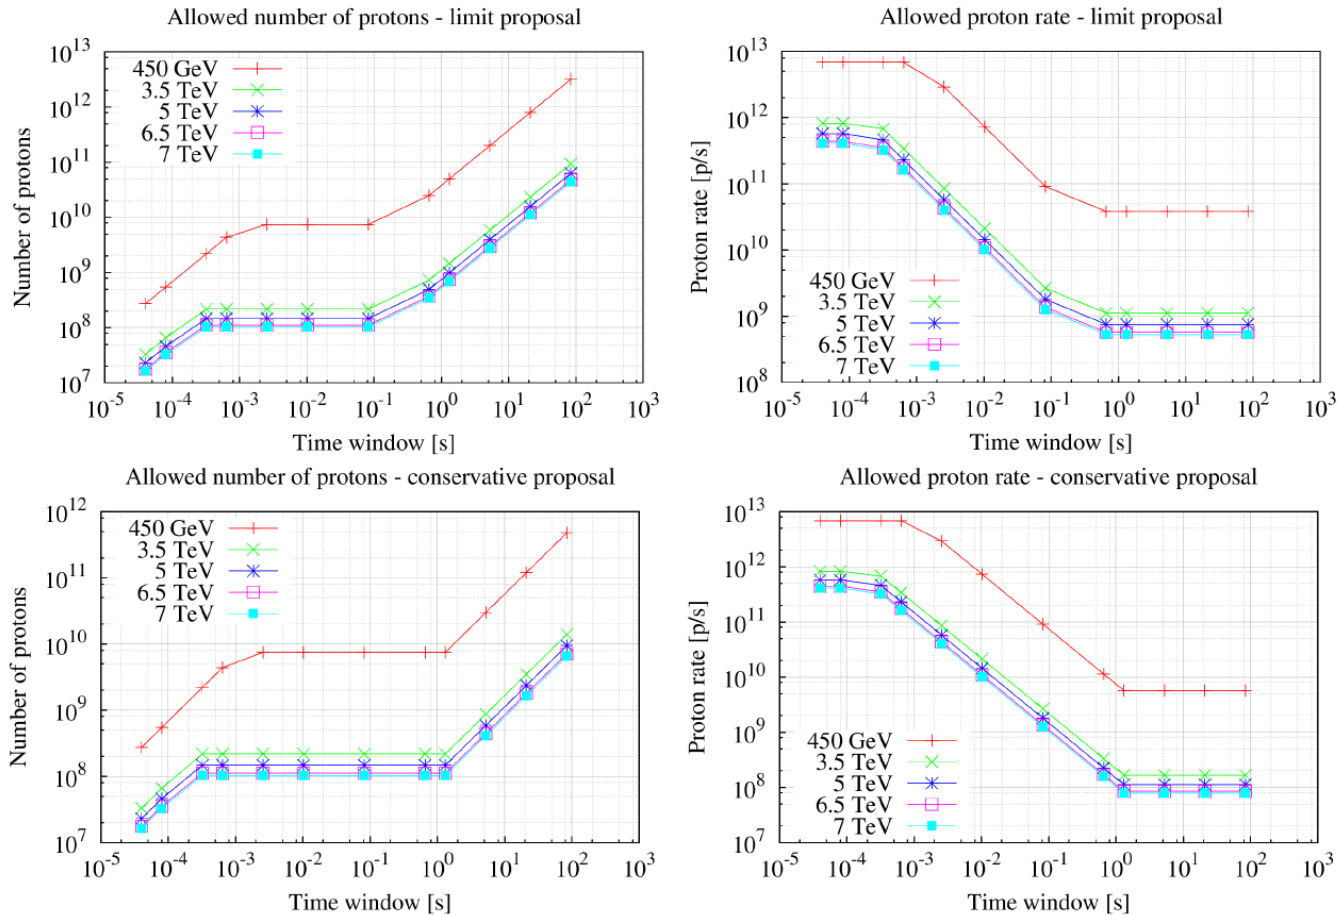 Allowed number of protons - limit proposal
Number of protons
10^13
10^12
10^11
10^10
10^9
10^8
10^7
450 GeV
3.5 TeV
5 TeV
6.5 TeV
7 TeV
10^-5 10^-4 10^-3 10^-2 10^-1 10^0 10^1 10^2 10^3
Time window [s]
Allowed proton rate - limit proposal
Proton rate [p/s]
10^13
10^12
10^11
10^10
10^9
10^8
450 GeV
3.5 TeV
5 TeV
6.5 TeV
7 TeV
10^-5 10^-4 10^-3 10^-2 10^-1 10^0 10^1 10^2 10^3
Time window [s]
Allowed number of protons - conservative proposal
Number of protons
10^12
10^11
10^10
10^9
10^8
10^7
450 GeV
3.5 TeV
5 TeV
6.5 TeV
7 TeV
10^-5 10^-4 10^-3 10^-2 10^-1 10^0 10^1 10^2 10^3
Time window [s]
Allowed proton rate - conservative proposal
Proton rate [p/s]
10^13
10^12
10^11
10^10
10^9
10^8
10^7
450 GeV
3.5 TeV
5 TeV
6.5 TeV
7 TeV
10^-5 10^-4 10^-3 10^-2 10^-1 10^0 10^1 10^2 10^3
Time window [s]